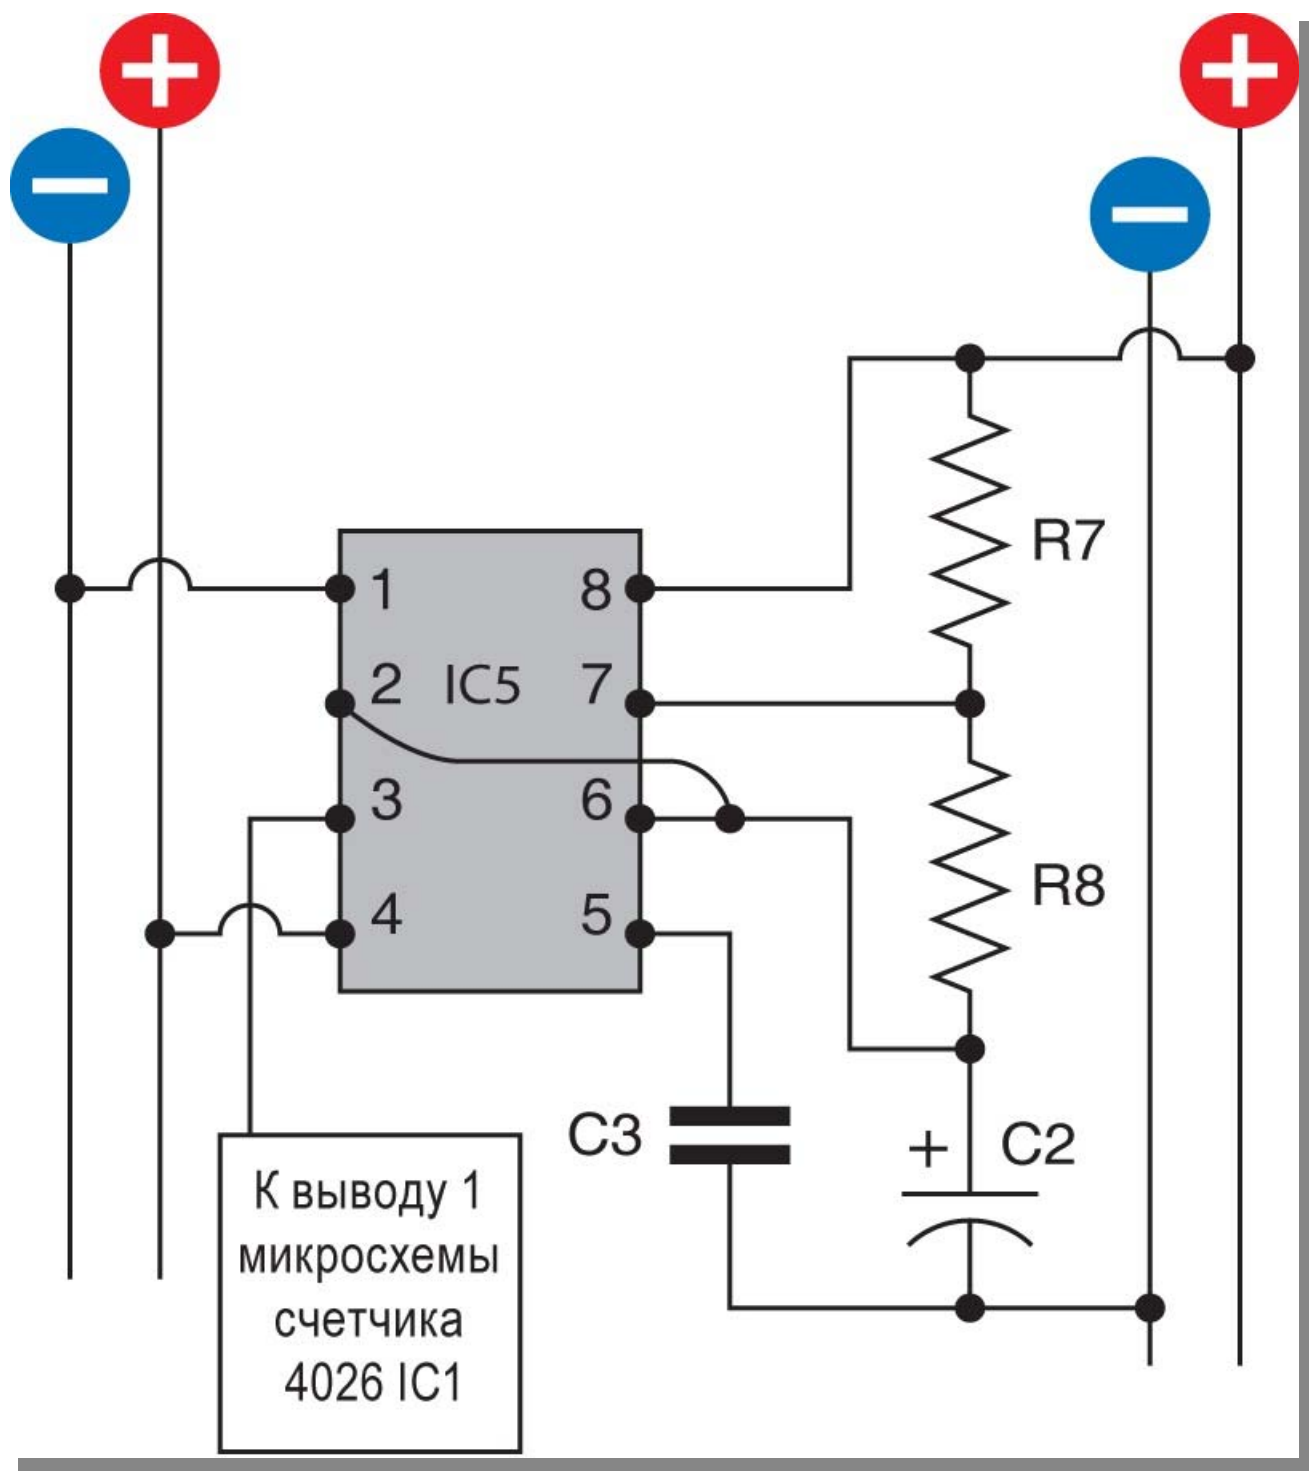 R7
1 8
2 IC5 7
3 6
R8
4 5
C3
+ C2
К выводу 1
микросхемы
счетчика
4026 IC1